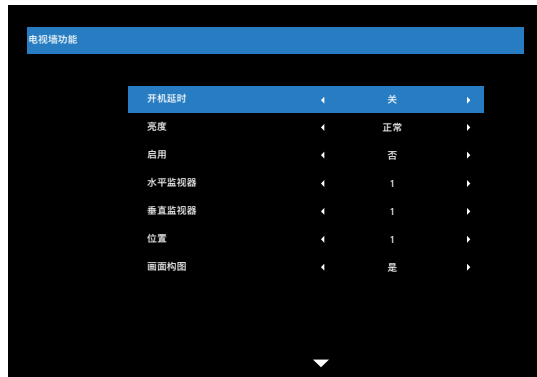 电视墙功能
开机延时 关
亮度 正常
启用 否
水平监视器 1
垂直监视器 1
位置 1
画面构图 是